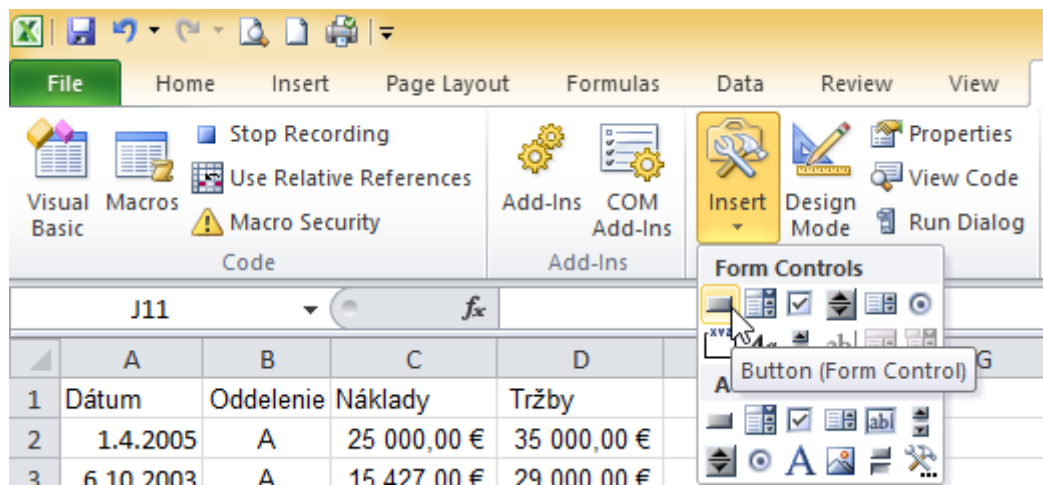 File Home Insert Page Layout Formulas Data Review View
Visual Basic
Macros
Stop Recording
Use Relative References
Macro Security
Code
Add-Ins
COM Add-Ins
Add-Ins
Insert
Design Mode
Properties
View Code
Run Dialog
Form Controls
Button (Form Control)
J11 fx
A B C D G
1 Dátum Oddelenie Náklady Tržby
2 1.4.2005 A 25 000,00 € 35 000,00 €
3 6.10.2003 A 15 427,00 € 29 000,00 €